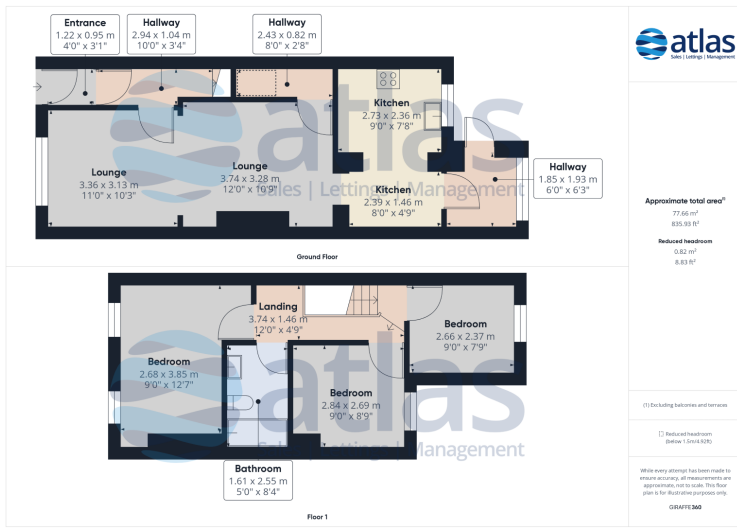 Entrance
1.22 x 0.95 m
4'0" x 3'1"
Hallway
2.94 x 1.04 m
10'0" x 3'4"
Hallway
2.43 x 0.82 m
8'0" x 2'8"
Kitchen
2.73 x 2.36 m
9'0" x 7'8"
Lounge
3.36 x 3.13 m
11'0" x 10'3"
Lounge
3.74 x 3.28 m
12'0" x 10'9"
Kitchen
2.39 x 1.46 m
8'0" x 4'9"
Hallway
1.85 x 1.93 m
6'0" x 6'3"
atlas
Sales | Lettings | Management
Ground Floor
Landing
3.74 x 1.46 m
12'0" x 4'9"
Bedroom
2.66 x 2.37 m
9'0" x 7'9"
Bedroom
2.68 x 3.85 m
9'0" x 12'7"
Bedroom
2.84 x 2.69 m
9'0" x 8'9"
atlas
Sales | Lettings | Management
Bathroom
1.61 x 2.55 m
5'0" x 8'4"
Floor 1
atlas
Sales | Lettings | Management
Approximate total area⁽¹⁾
77.66 m²
835.93 ft²
Reduced headroom
0.82 m²
8.83 ft²
(1) Excluding balconies and terraces
Reduced headroom
(below 1.5m/4.92ft)
While every attempt has been made to
ensure accuracy, all measurements are
approximate, not to scale. This floor
plan is for illustrative purposes only.
GIRAFFE360